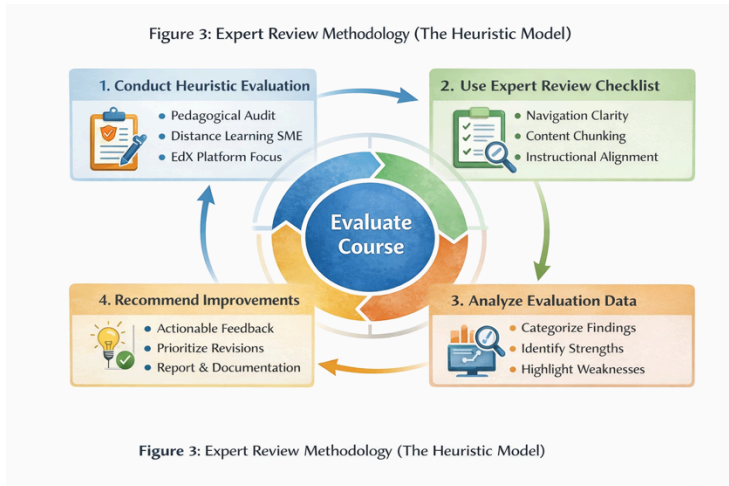 Figure 3: Expert Review Methodology (The Heuristic Model)
1. Conduct Heuristic Evaluation
• Pedagogical Audit
• Distance Learning SME
• EdX Platform Focus
2. Use Expert Review Checklist
• Navigation Clarity
• Content Chunking
• Instructional Alignment
Evaluate
Course
3. Analyze Evaluation Data
• Categorize Findings
• Identify Strengths
• Highlight Weaknesses
4. Recommend Improvements
• Actionable Feedback
• Prioritize Revisions
• Report & Documentation
Figure 3: Expert Review Methodology (The Heuristic Model)